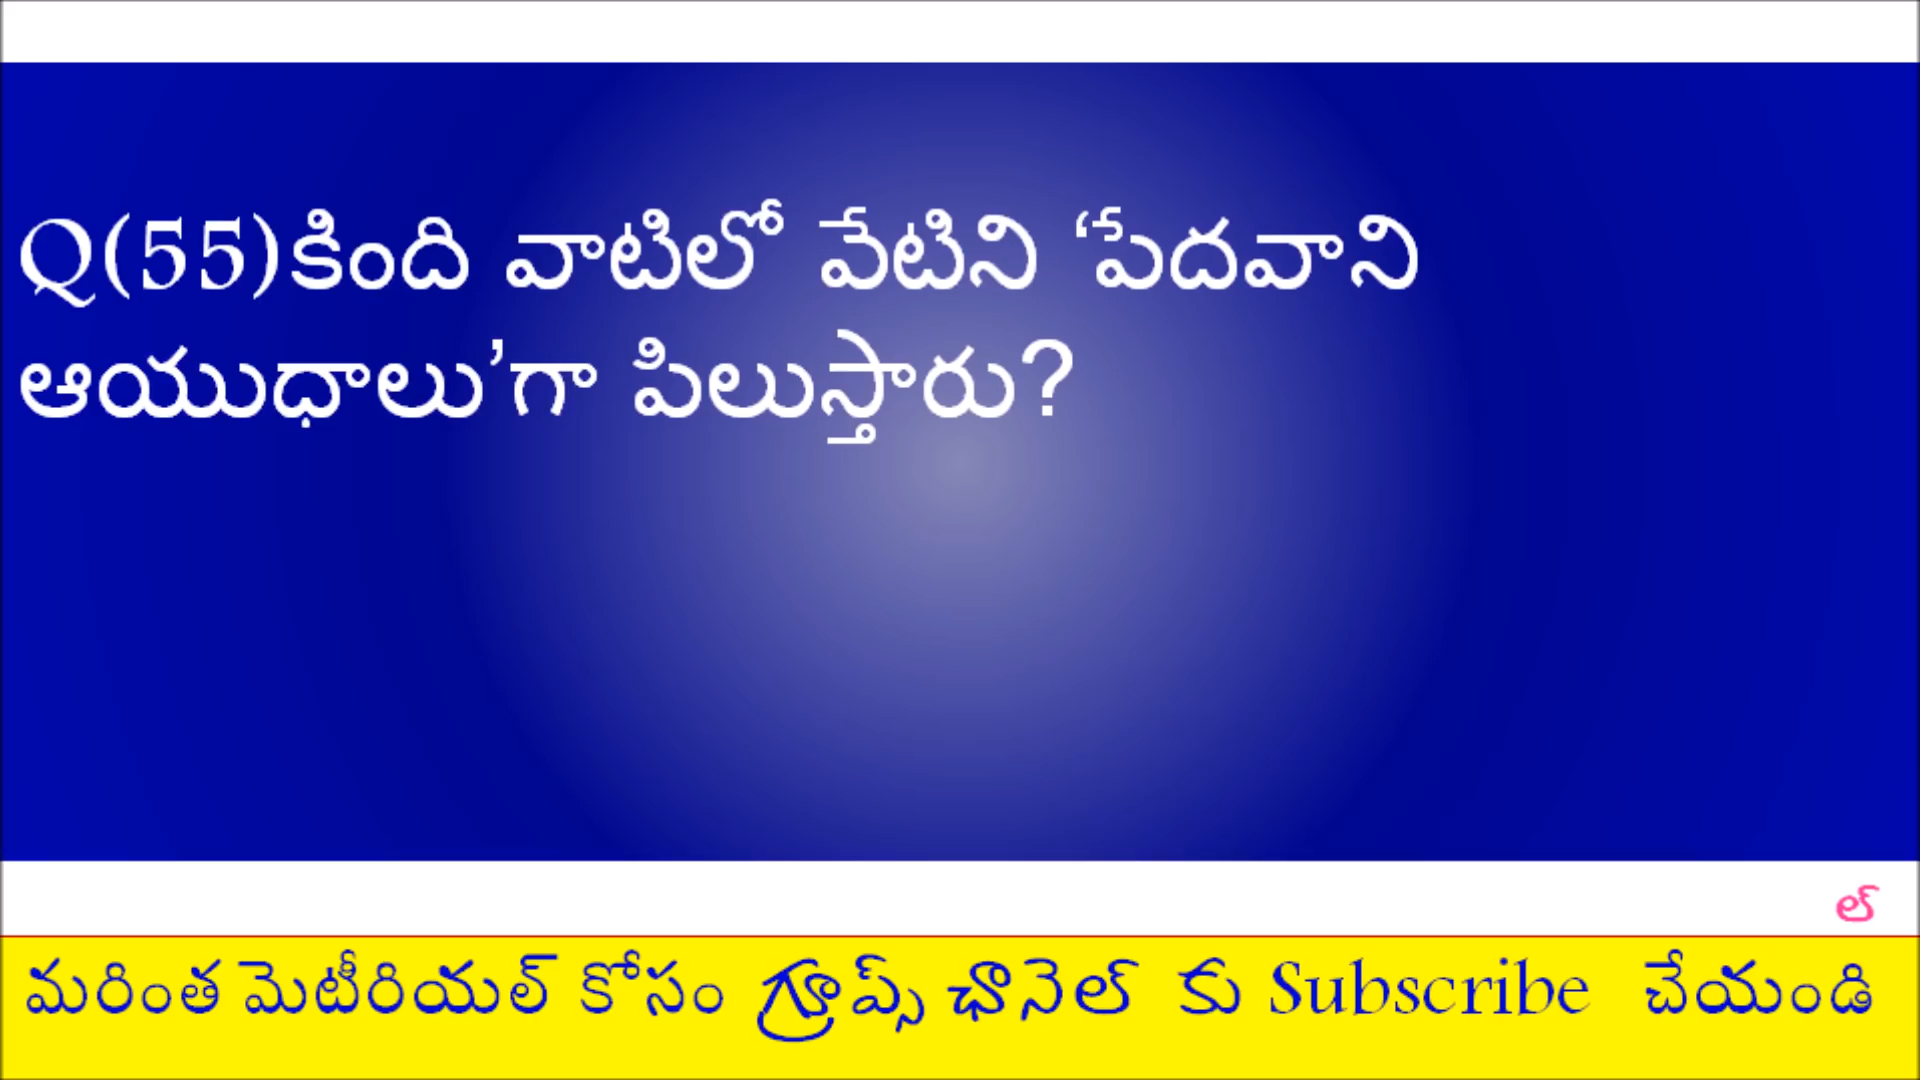 Q(55)కింది వాటిలో వేటిని ‘పేదవాని
ఆయుధాలు’గా పిలుస్తారు?
ల్
మరింత మెటీరియల్ కోసం గ్రూప్స్ ఛానెల్ కు Subscribe చేయండి